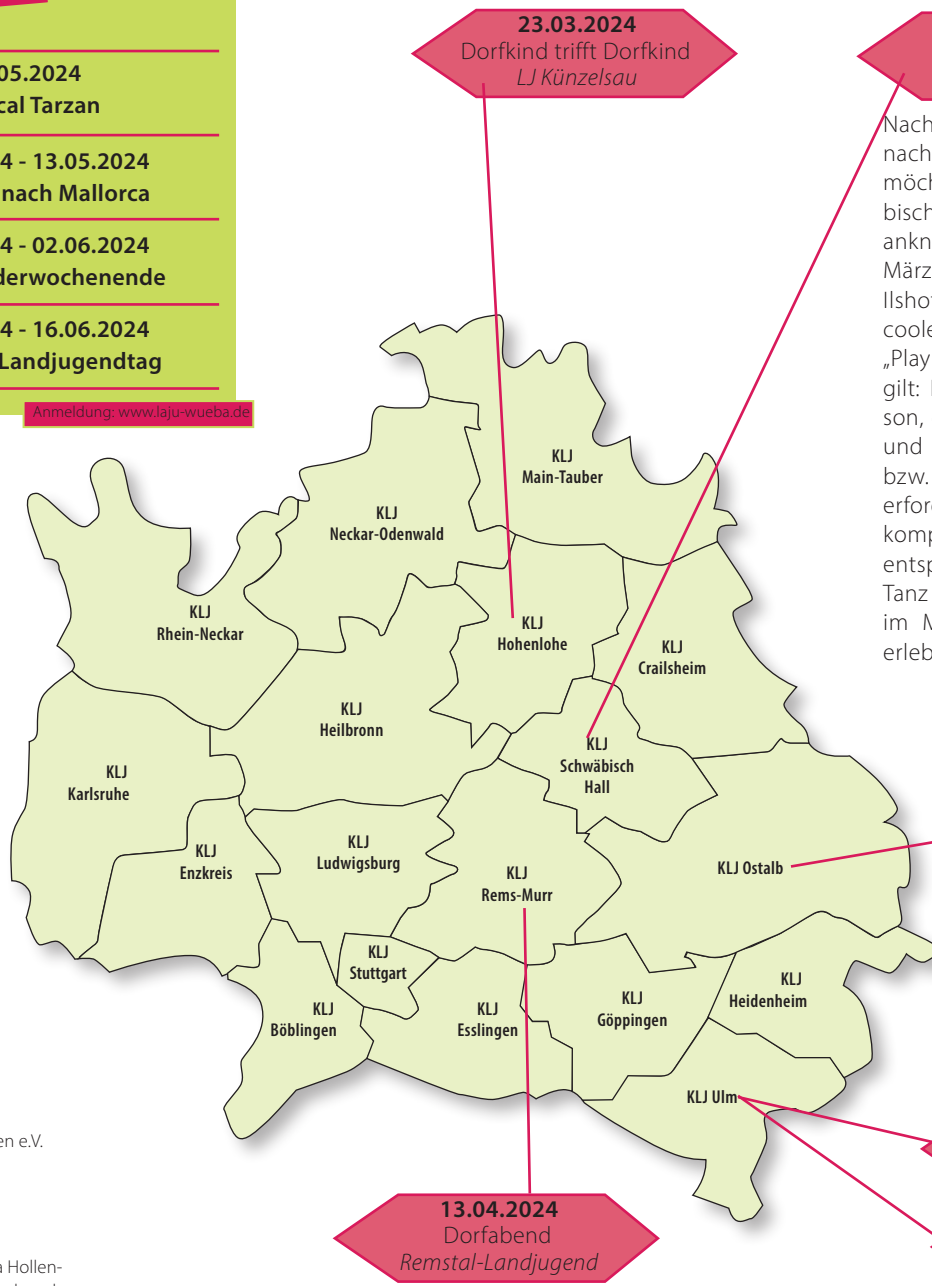 05.2024
cal Tarzan
4 - 13.05.2024
nach Mallorca
4 - 02.06.2024
derwochenende
4 - 16.06.2024
Landjugendtag
Anmeldung: www.laju-wueba.de
23.03.2024
Dorfkind trifft Dorfkind
LJ Künzelsau
Nach
nach
möch
bisch
ankn
März
Ilshof
coole
„Play
gilt: 
son,
und
bzw.
erford
komp
entsp
Tanz
im M
erleb
KLJ
Main-Tauber
KLJ
Neckar-Odenwald
KLJ
Rhein-Neckar
KLJ
Hohenlohe
KLJ
Crailsheim
KLJ
Heilbronn
KLJ
Schwäbisch
Hall
KLJ
Karlsruhe
KLJ
Enzkreis
KLJ
Ludwigsburg
KLJ
Rems-Murr
KLJ Ostalb
KLJ
Stuttgart
KLJ
Böblingen
KLJ
Esslingen
KLJ
Göppingen
KLJ
Heidenheim
KLJ Ulm
en e.V.
a Hollen-
13.04.2024
Dorfabend
Remstal-Landjugend